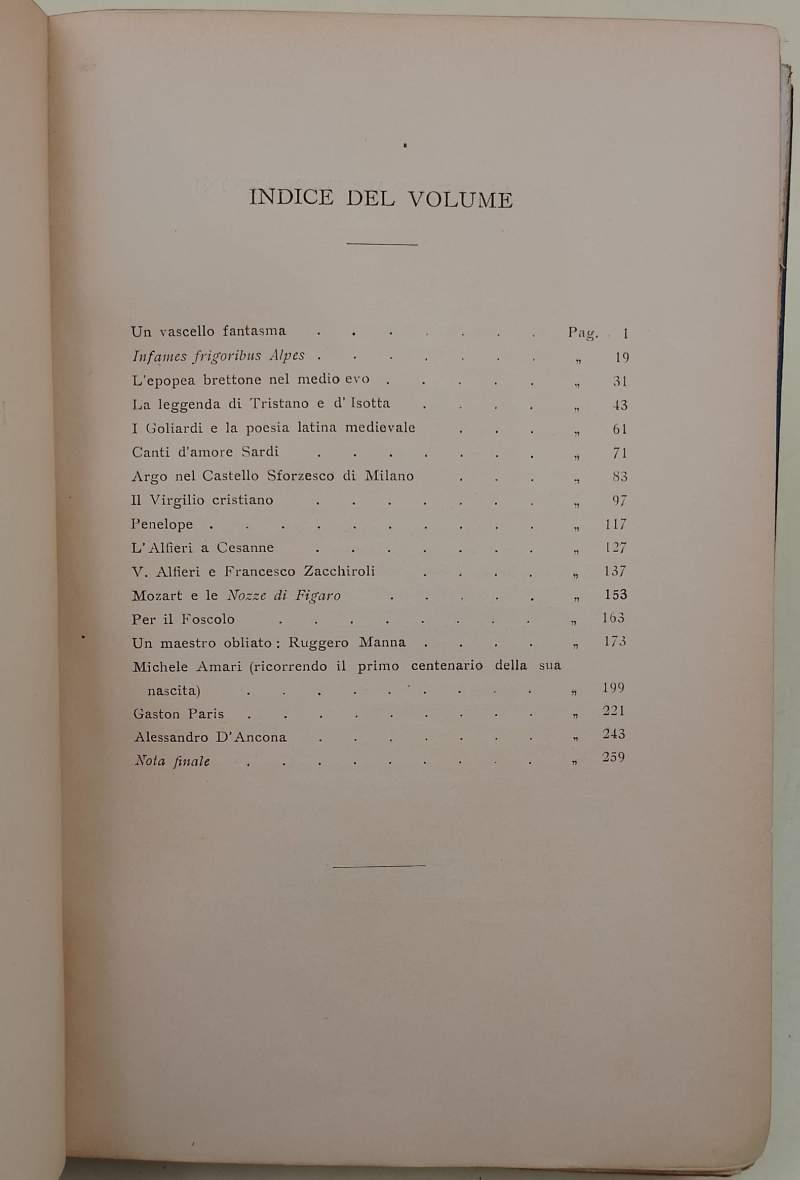 INDICE DEL VOLUME
Un vascello fantasma . . . . . . . Pag. 1
Infames frigoribus Alpes . . . . . . . „ 19
L'epopea brettone nel medio evo . . . . . „ 31
La leggenda di Tristano e d' Isotta . . . . „ 43
I Goliardi e la poesia latina medievale . . . „ 61
Canti d'amore Sardi . . . . . . . „ 71
Argo nel Castello Sforzesco di Milano . . . „ 83
Il Virgilio cristiano . . . . . . . „ 97
Penelope . . . . . . . . . . „ 117
L' Alfieri a Cesanne . . . . . . . „ 127
V. Alfieri e Francesco Zacchiroli . . . . „ 137
Mozart e le Nozze di Figaro . . . . . „ 153
Per il Foscolo . . . . . . . . „ 163
Un maestro obliato : Ruggero Manna . . . . „ 173
Michele Amari (ricorrendo il primo centenario della sua
nascita) . . . . . . . . . „ 199
Gaston Paris . . . . . . . . . „ 221
Alessandro D'Ancona . . . . . . . „ 243
Nota finale . . . . . . . . . „ 259